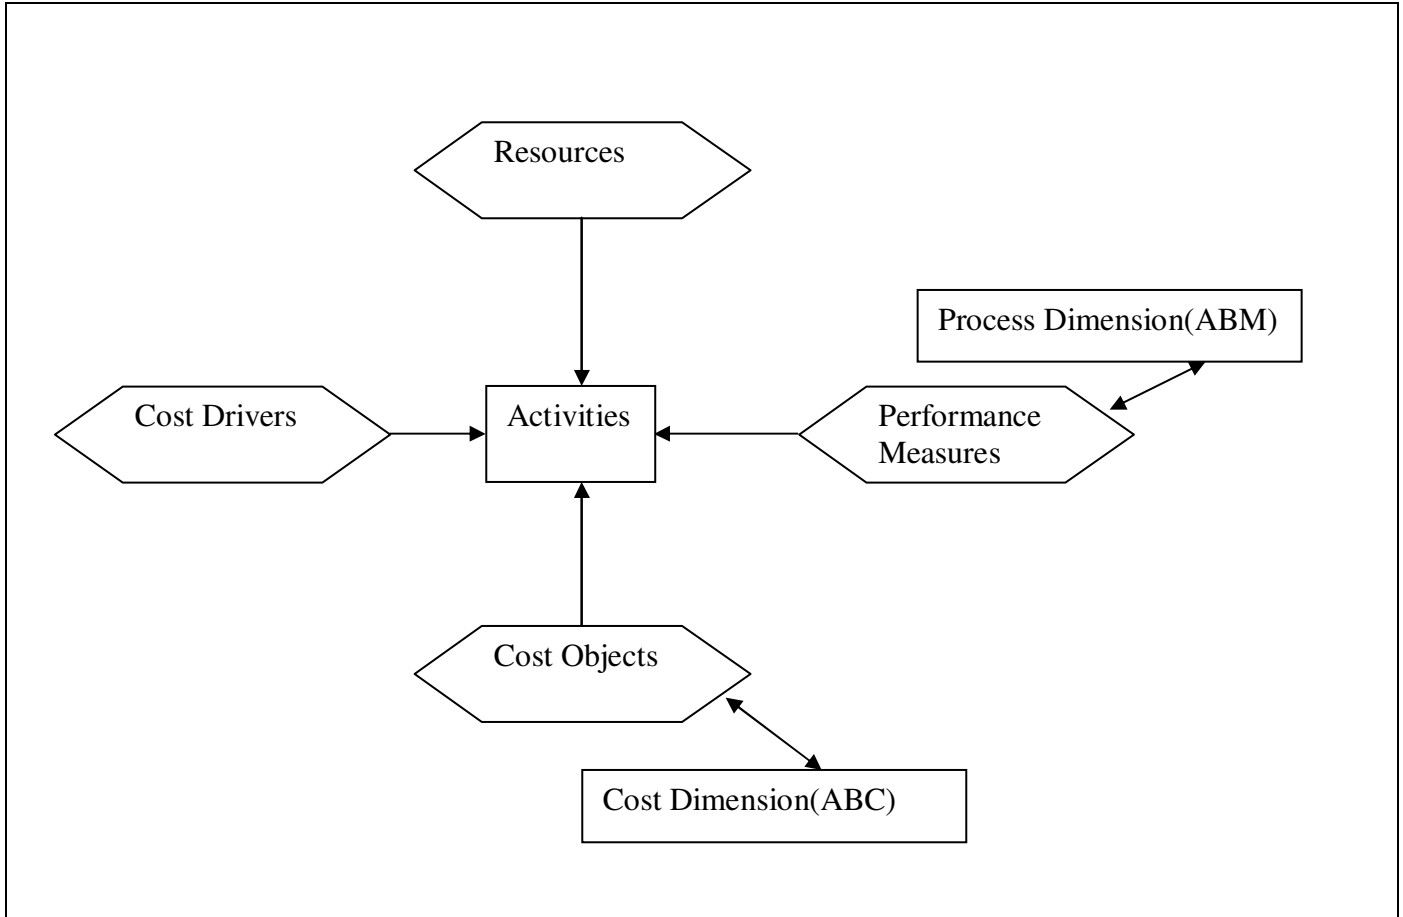 Resources
Process Dimension(ABM)
Cost Drivers
Activities
Performance
Measures
Cost Objects
Cost Dimension(ABC)